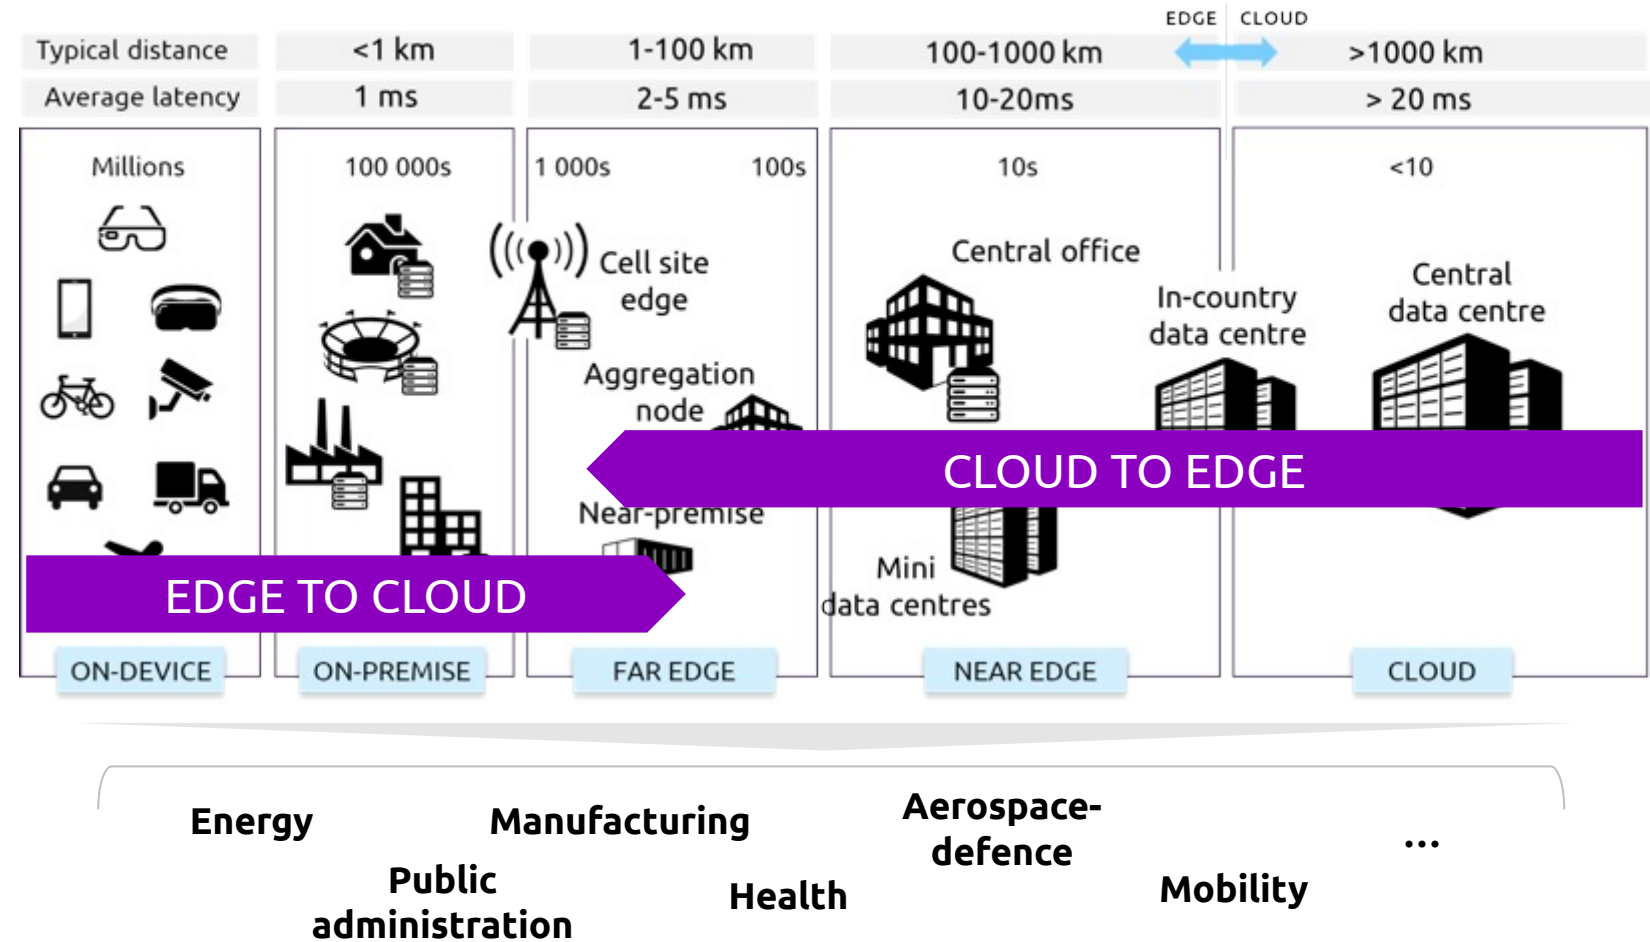 EDGE CLOUD
Typical distance <1 km 1-100 km 100-1000 km >1000 km
Average latency 1 ms 2-5 ms 10-20ms > 20 ms
Millions 100 000s 1 000s 100s 10s <10
Central office
Cell site
edge
Central
data centre
In-country
data centre
Aggregation
node
CLOUD TO EDGE
Near-premise
Mini
data centres
EDGE TO CLOUD
ON-DEVICE ON-PREMISE FAR EDGE NEAR EDGE CLOUD
Energy Manufacturing Aerospace-
defence
...
Public
administration
Health Mobility